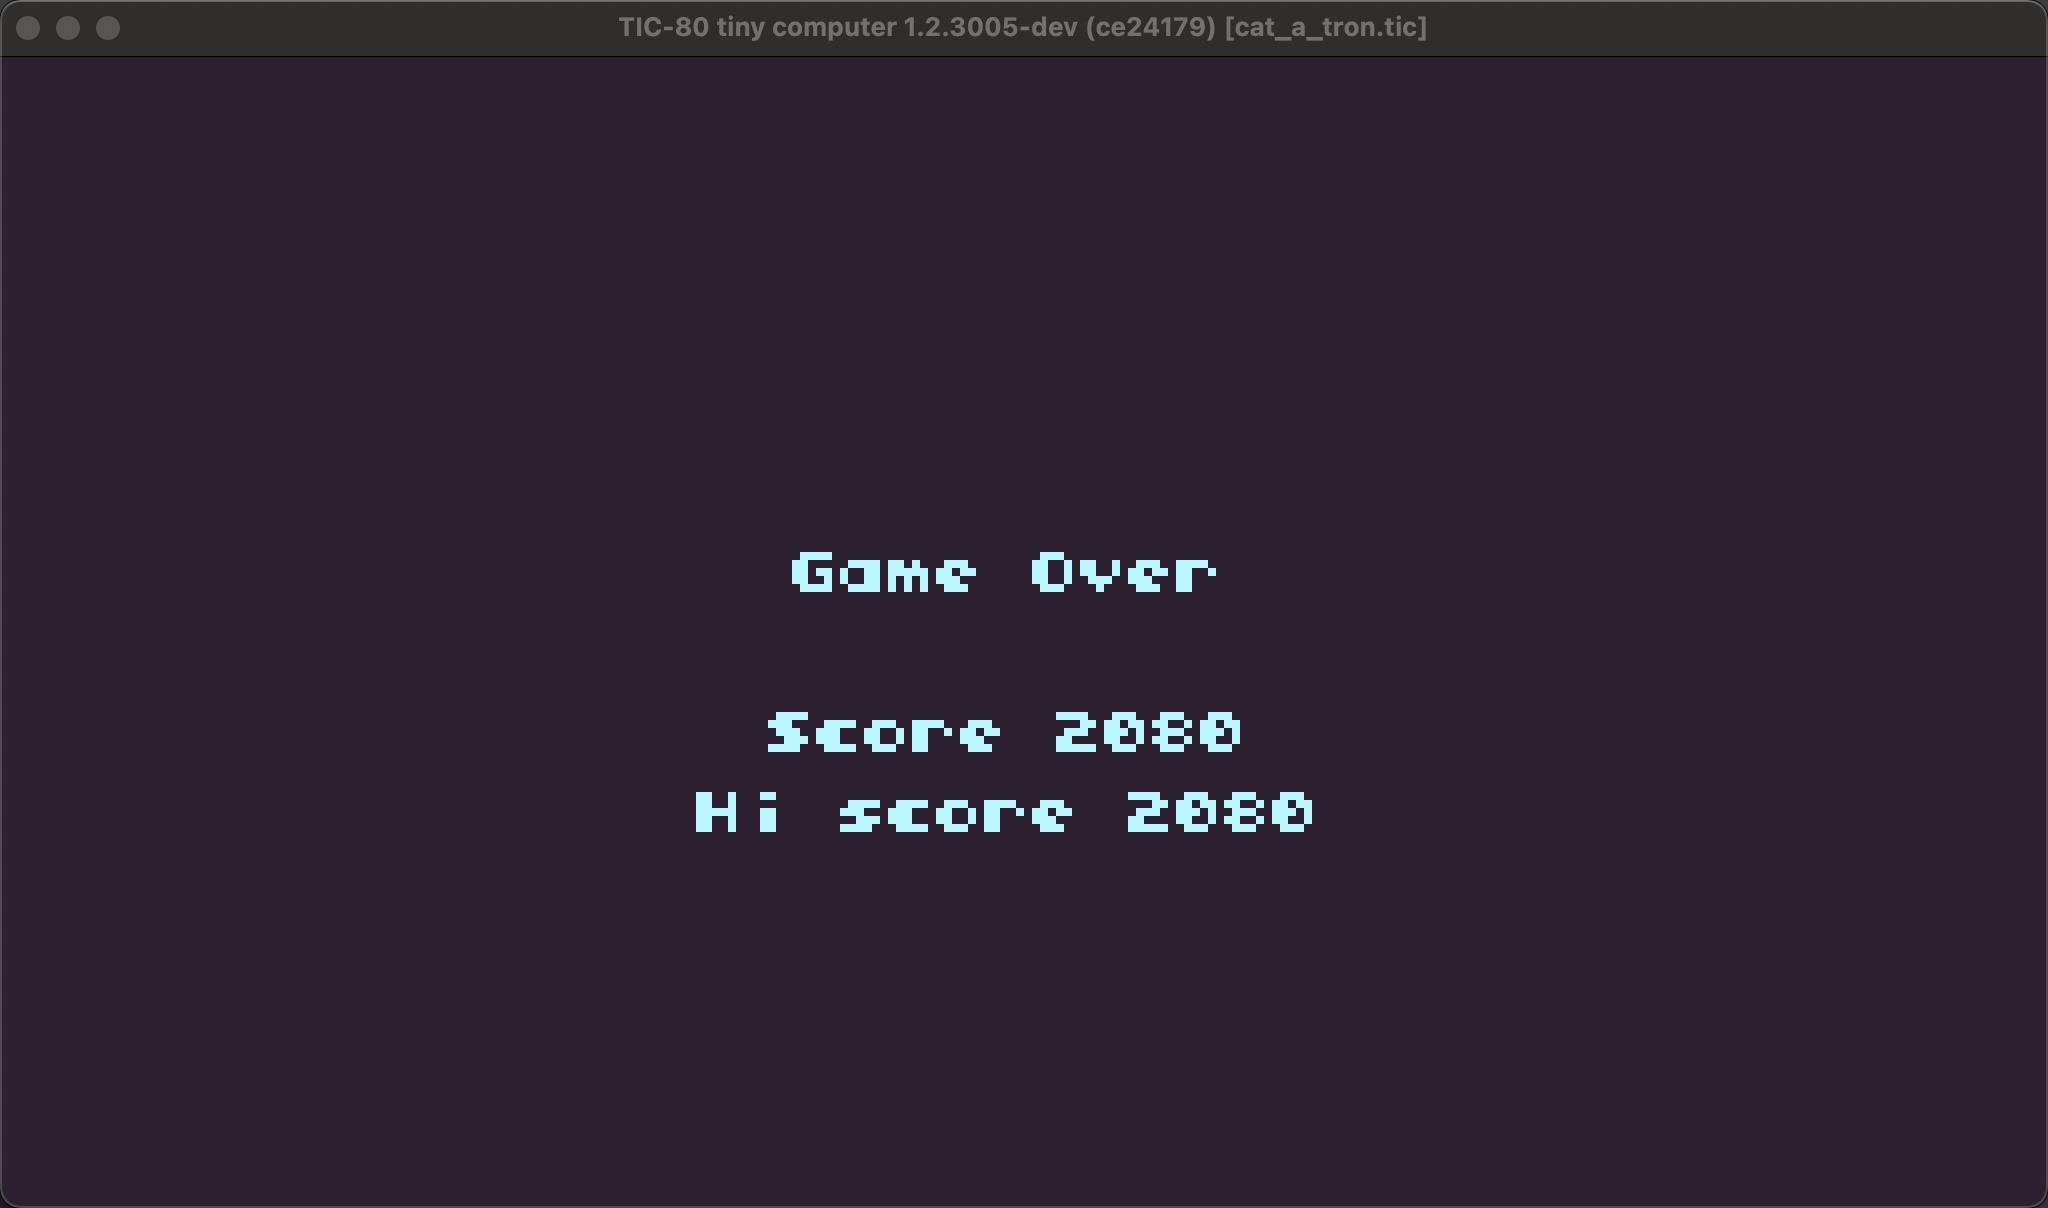 TIC-80 tiny computer 1.2.3005-dev (ce24179) [cat_a_tron.tic]
Game Over
Score 2080
Hi score 2080